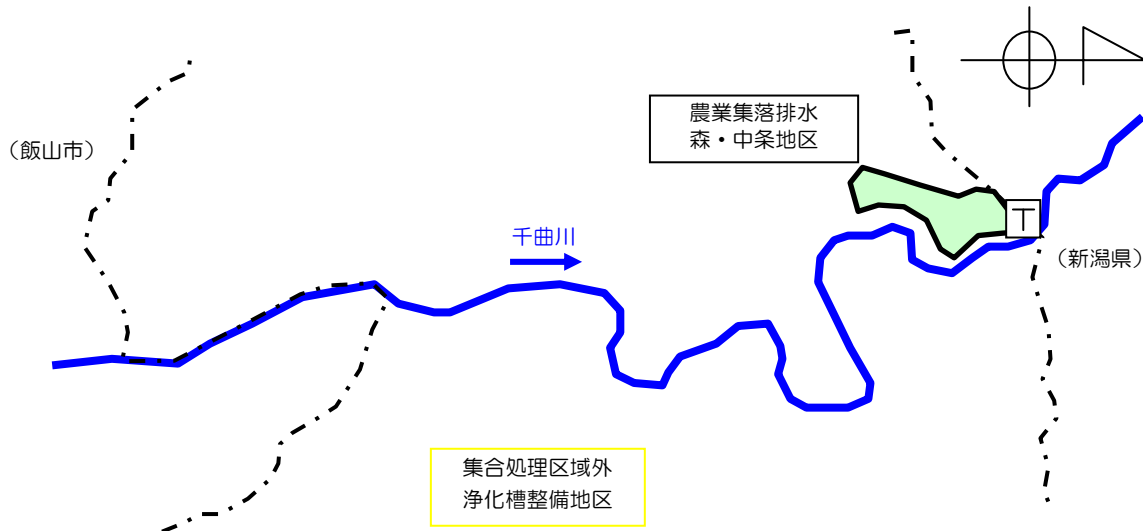 農業集落排水
森・中条地区
（飯山市）
千曲川
T
（新潟県）
集合処理区域外
浄化槽整備地区